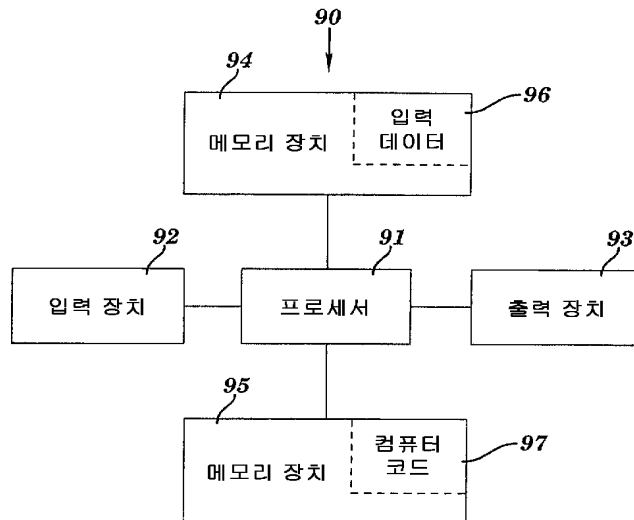 90
94
96
메모리 장치
입력
데이터
92
91
93
입력 장치
프로세서
출력 장치
95
97
메모리 장치
컴퓨터
코드